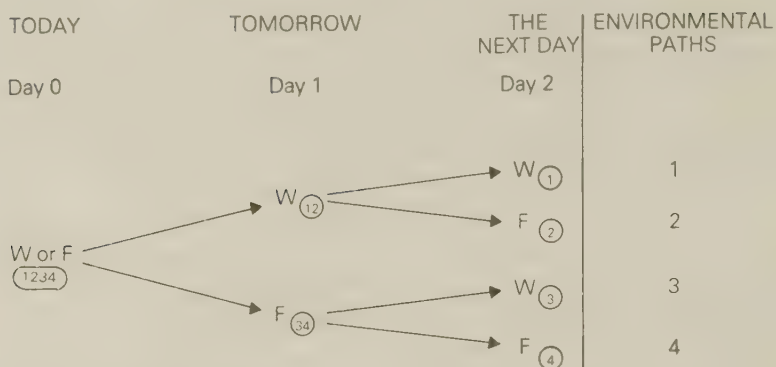 TODAY TOMORROW THE ENVIRONMENTAL
NEXT DAY PATHS
Day 0 Day 1 Day 2
W ① 1
W ⑫
F ② 2
W or F
1234
W ③ 3
F ㉞
F ④ 4